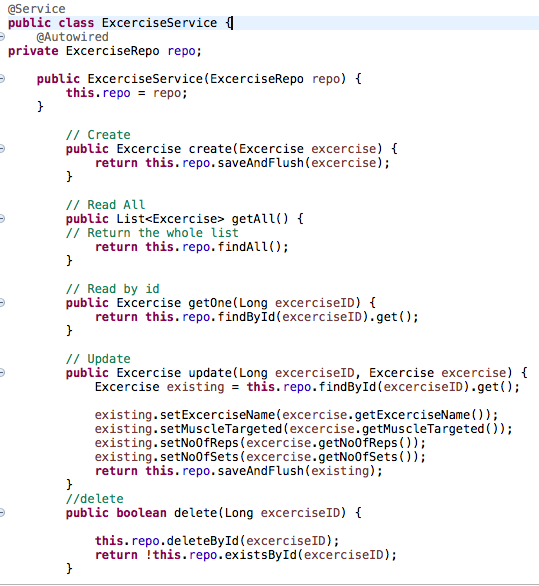 @Service
public class ExcerciseService {
@Autowired
private ExcerciseRepo repo;
public ExcerciseService(ExcerciseRepo repo) {
this.repo = repo;
}
// Create
public Excercise create(Excercise excercise) {
return this.repo.saveAndFlush(excercise);
}
// Read All
public List<Excercise> getAll() {
// Return the whole list
return this.repo.findAll();
}
// Read by id
public Excercise getOne(Long excerciseID) {
return this.repo.findById(excerciseID).get();
}
// Update
public Excercise update(Long excerciseID, Excercise excercise) {
Excercise existing = this.repo.findById(excerciseID).get();
existing.setExcerciseName(excercise.getExcerciseName());
existing.setMuscleTargeted(excercise.getMuscleTargeted());
existing.setNoOfReps(excercise.getNoOfReps());
existing.setNoOfSets(excercise.getNoOfSets());
return this.repo.saveAndFlush(existing);
}
//delete
public boolean delete(Long excerciseID) {
this.repo.deleteById(excerciseID);
return !this.repo.existsById(excerciseID);
}